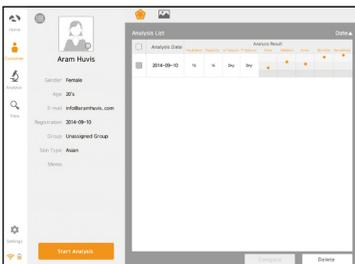 Home
Customer
Analysis
View
Settings
Aram Huvis
Gender Female
Age 20's
E-mail info@aramhuvis.com
Registration 2014-09-10
Group Unassigned Group
Skin Type Asian
Memo
Start Analysis
Analysis List
Date▲
Analysis Date
Analysis Result
2014-09-10
Dry
Dry
Compare
Delete